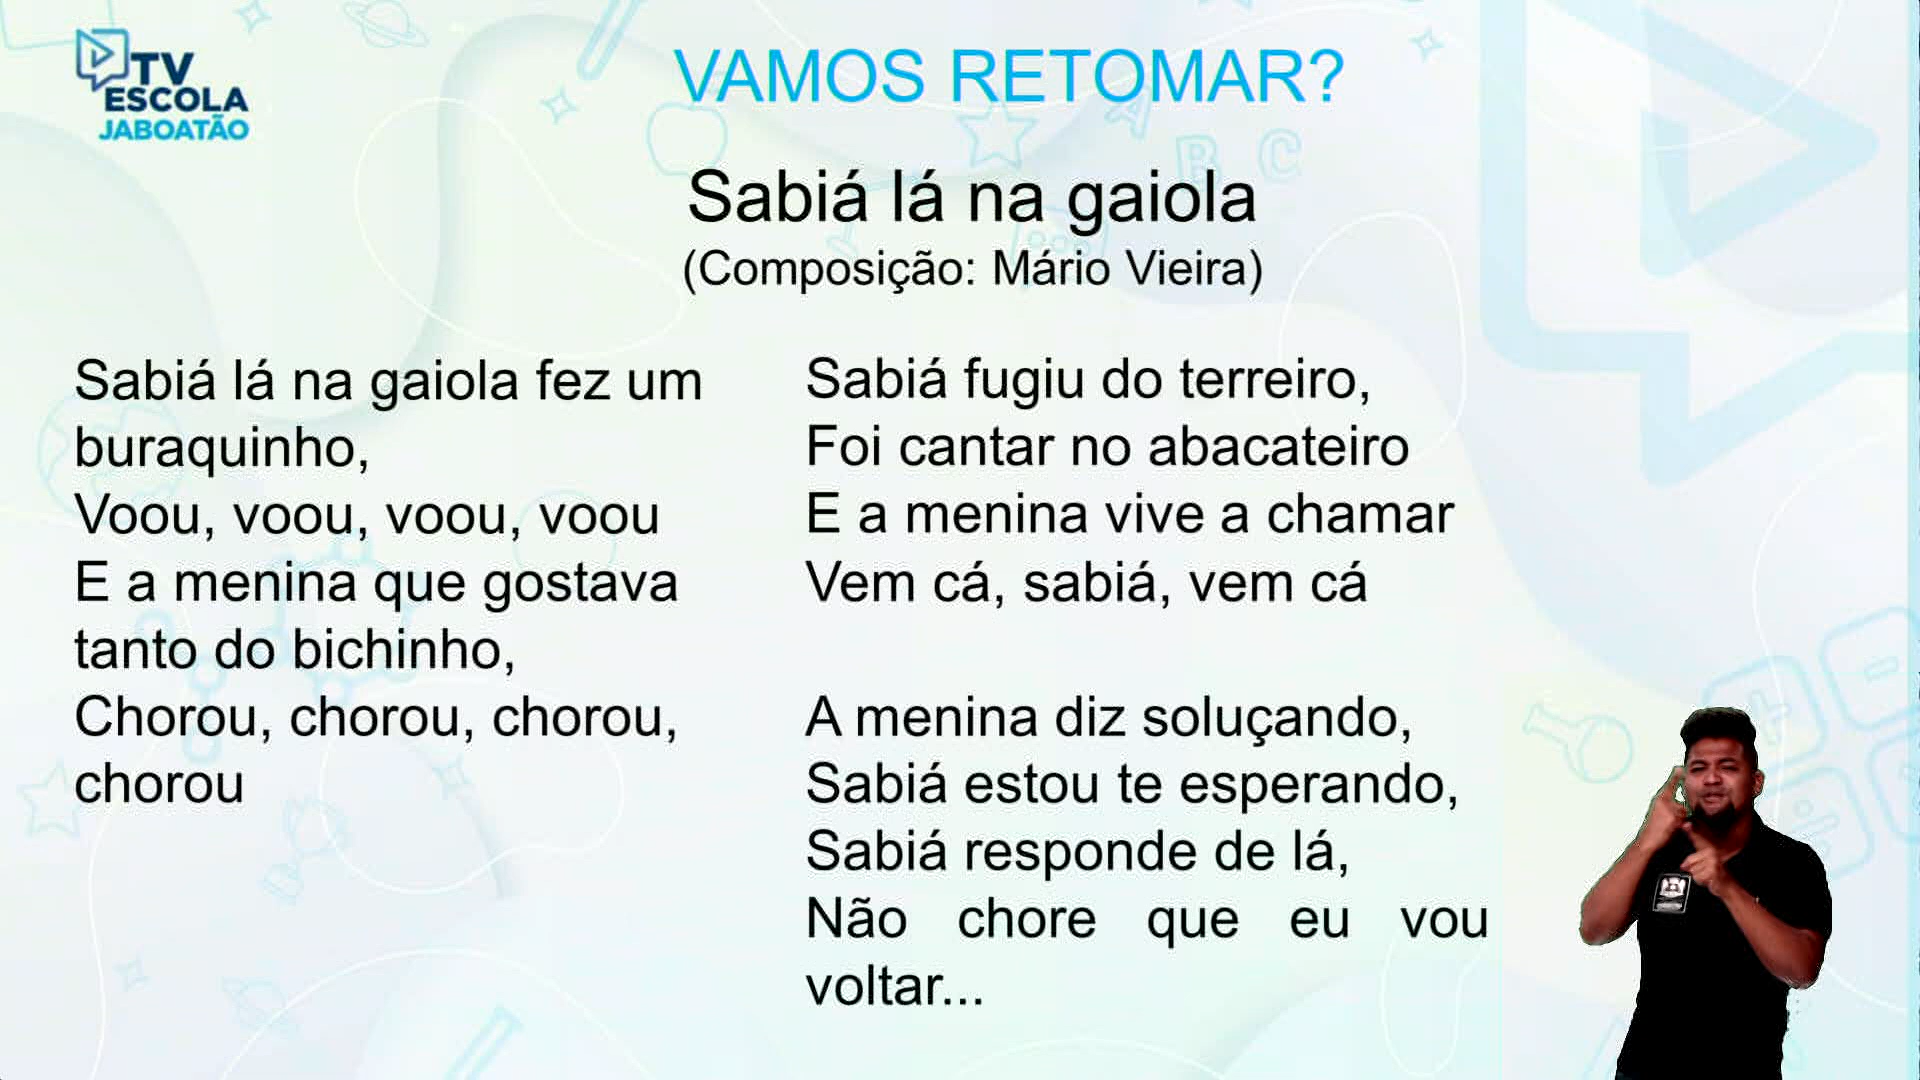 TV
ESCOLA
JABOATÃO
VAMOS RETOMAR?
A
B C
Sabiá lá na gaiola
(Composição: Mário Vieira)
Sabiá lá na gaiola fez um
buraquinho,
Voou, voou, voou, voou
E a menina que gostava
tanto do bichinho,
Chorou, chorou, chorou,
chorou
Sabiá fugiu do terreiro,
Foi cantar no abacateiro
E a menina vive a chamar
Vem cá, sabiá, vem cá
A menina diz soluçando,
Sabiá estou te esperando,
Sabiá responde de lá,
Não chore que eu vou
voltar...